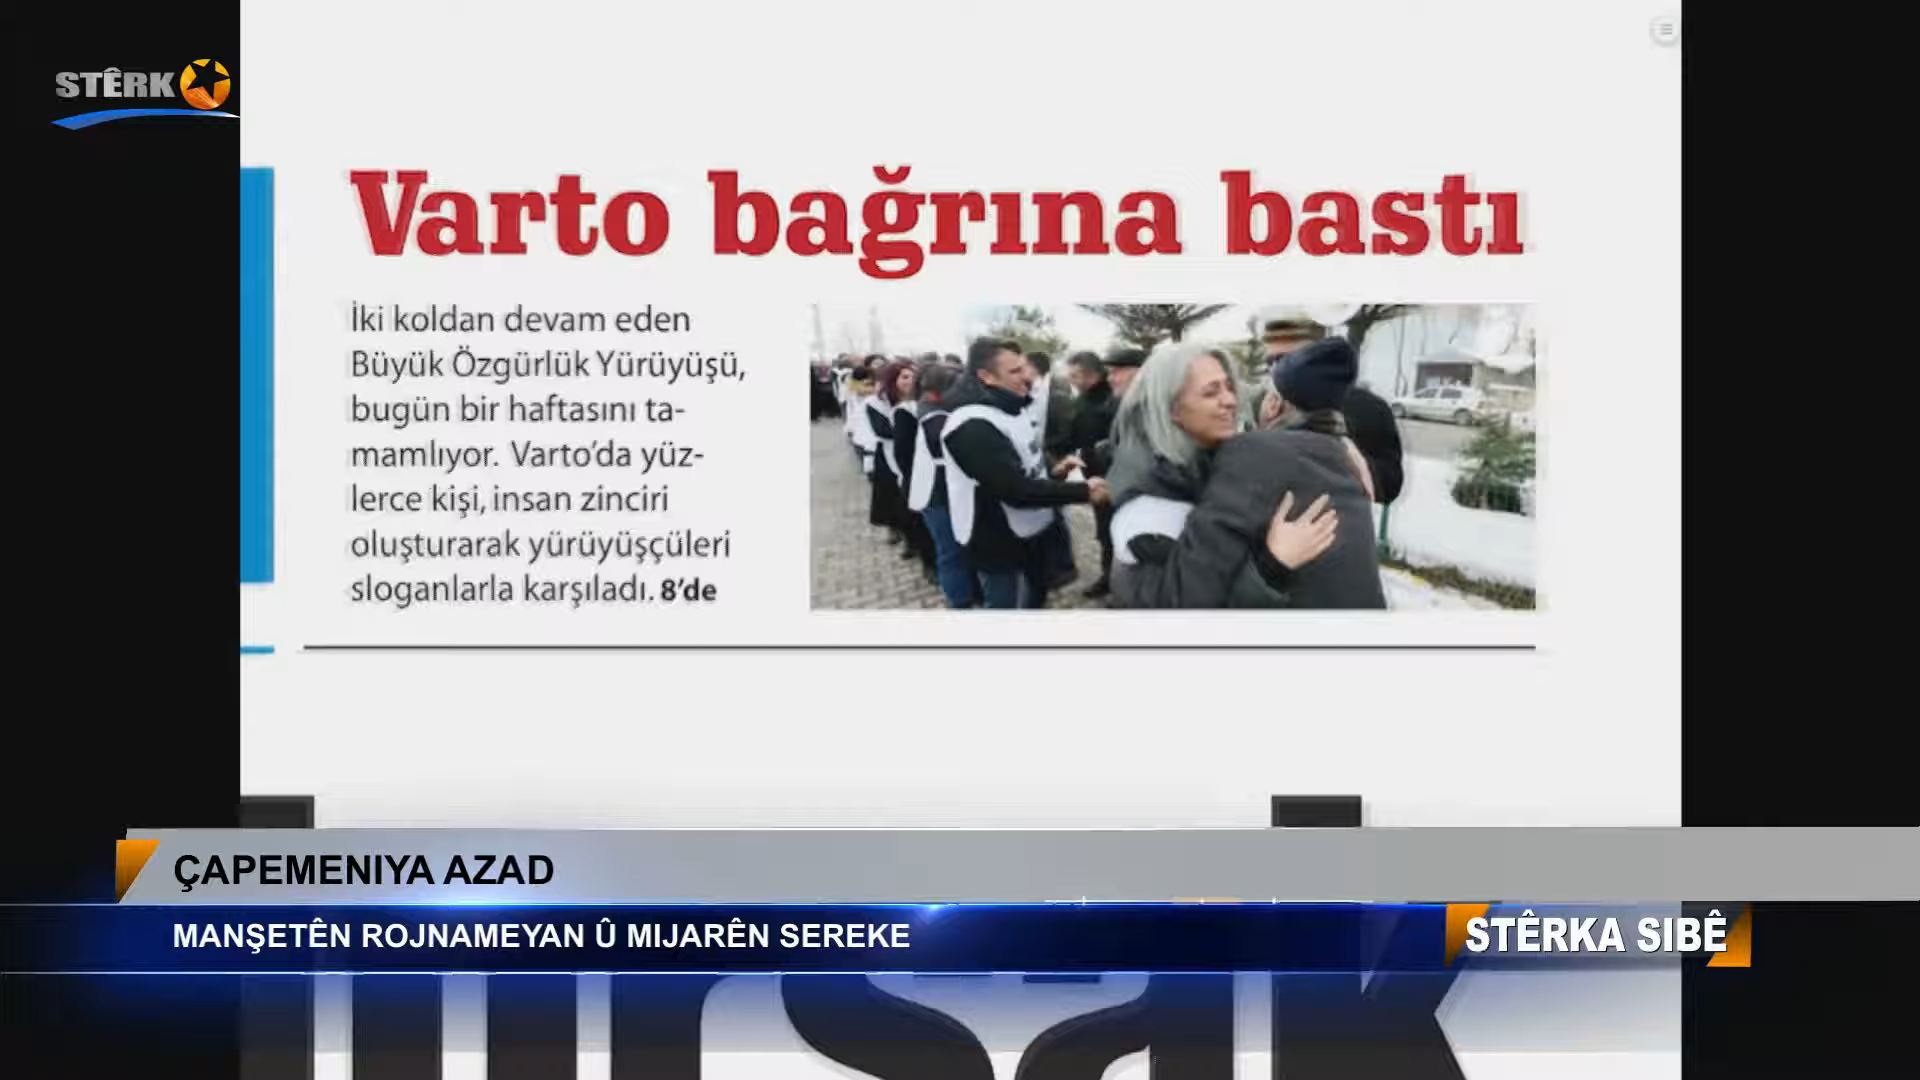 STÊRK
Varto bağrına bastı
İki koldan devam eden
Büyük Özgürlük Yürüyüşü,
bugün bir haftasını ta-
mamlıyor. Varto’da yüz-
lerce kişi, insan zinciri
oluşturarak yürüyüşçüleri
sloganlarla karşıladı. 8’de
ÇAPEMENIYA AZAD
MANŞETÊN ROJNAMEYAN Û MIJARÊN SEREKE
STÊRKA SIBÊ